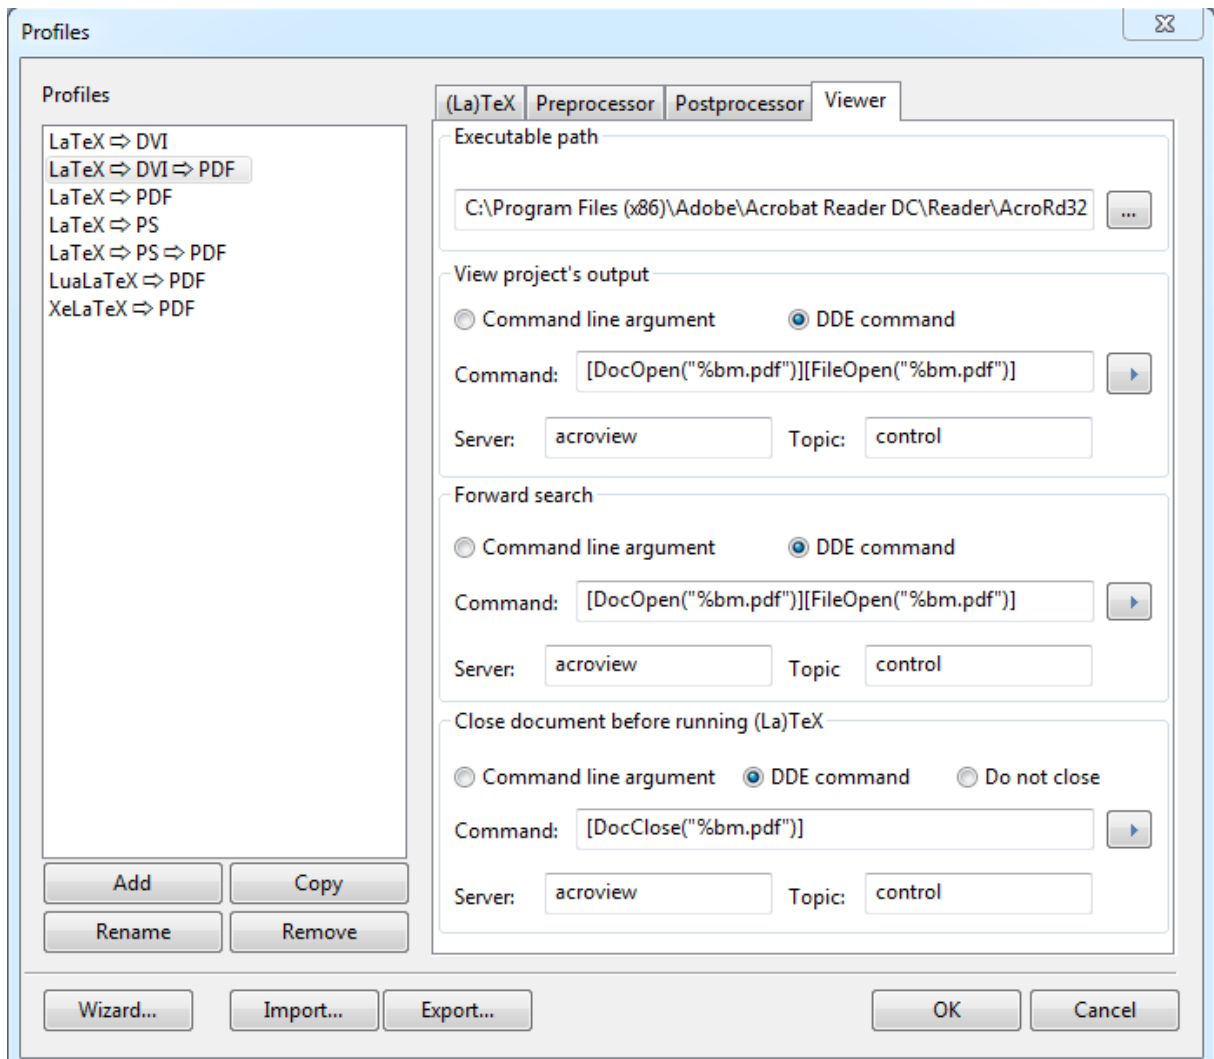 Profiles
Profiles
LaTeX ⇨ DVI
LaTeX ⇨ DVI ⇨ PDF
LaTeX ⇨ PDF
LaTeX ⇨ PS
LaTeX ⇨ PS ⇨ PDF
LuaLaTeX ⇨ PDF
XeLaTeX ⇨ PDF
Add Copy
Rename Remove
(La)TeX Preprocessor Postprocessor Viewer
Executable path
C:\Program Files (x86)\Adobe\Acrobat Reader DC\Reader\AcroRd32 ...
View project's output
Command line argument DDE command
Command: [DocOpen("%bm.pdf")][FileOpen("%bm.pdf")]
Server: acroview Topic: control
Forward search
Command line argument DDE command
Command: [DocOpen("%bm.pdf")][FileOpen("%bm.pdf")]
Server: acroview Topic control
Close document before running (La)TeX
Command line argument DDE command Do not close
Command: [DocClose("%bm.pdf")]
Server: acroview Topic: control
Wizard... Import... Export... OK Cancel